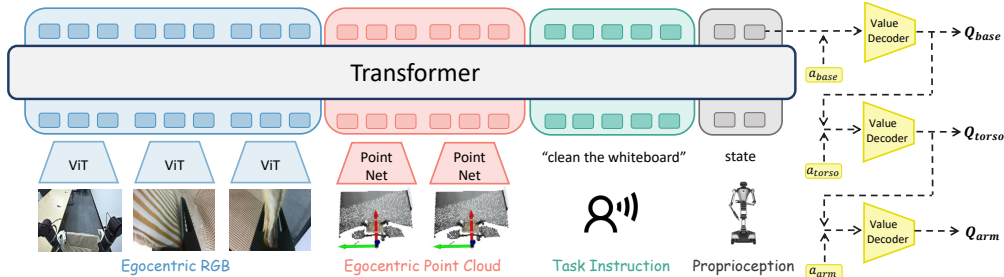 Transformer
ViT
ViT
ViT
Point
Net
Point
Net
"clean the whiteboard"
state
Egocentric RGB
Egocentric Point Cloud
Task Instruction
Proprioception
Value
Decoder
Q_base
a_base
Value
Decoder
Q_torso
a_torso
Value
Decoder
Q_arm
a_arm